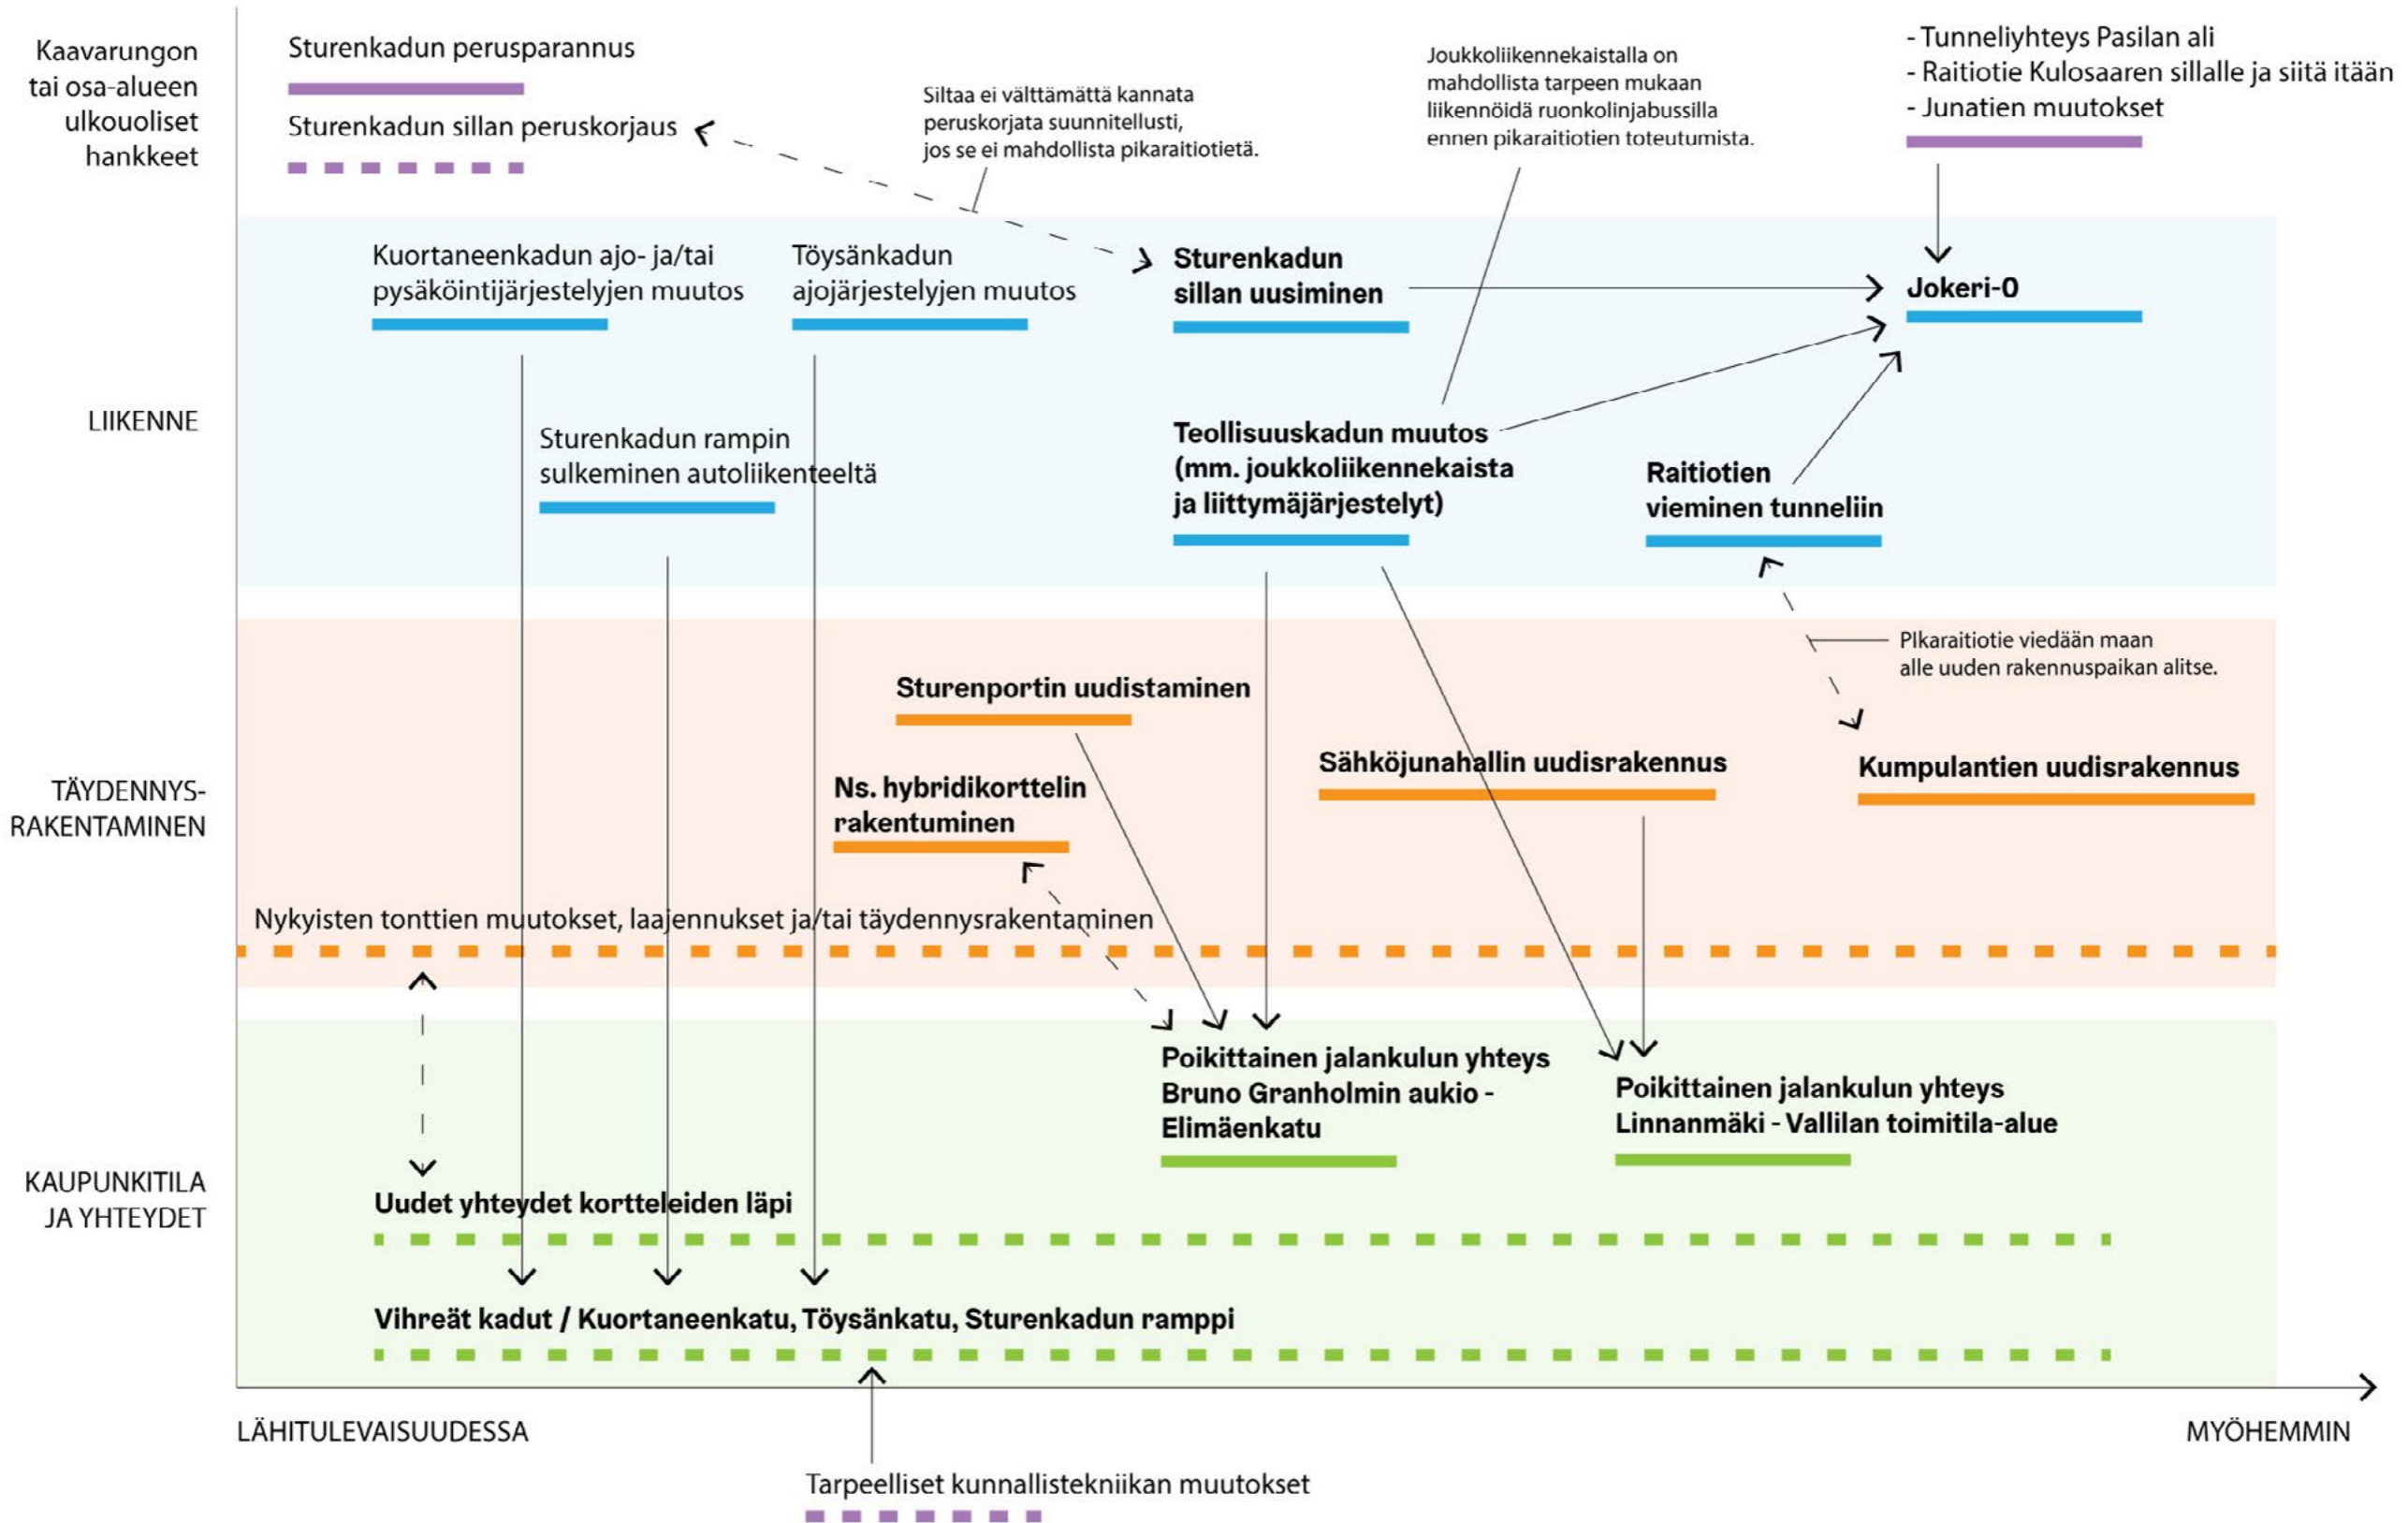 Kaavarungon
tai osa-alueen
ulkouoliset
hankkeet
Sturenkadun perusparannus
Sturenkadun sillan peruskorjaus
Siltaa ei välttämättä kannata
peruskorjata suunnitellusti,
jos se ei mahdollista pikaraitiotietä.
Joukkoliikennekaistalla on
mahdollista tarpeen mukaan
liikennöidä ruonkolinjabussilla
ennen pikaraitiotien toteutumista.
- Tunneliyhteys Pasilan ali
- Raitiotie Kulosaaren sillalle ja siitä itään
- Junatien muutokset
LIIKENNE
Kuortaneenkadun ajo- ja/tai
pysäköintijärjestelyjen muutos
Töysänkadun
ajojärjestelyjen muutos
Sturenkadun
sillan uusiminen
Jokeri-0
Sturenkadun rampin
sulkeminen autoliikenteeltä
Teollisuuskadun muutos
(mm. joukkoliikennekaista
ja liittymäjärjestelyt)
Raitiotien
vieminen tunneliin
PIkaraitiotie viedään maan
alle uuden rakennuspaikan alitse.
TÄYDENNYS-
RAKENTAMINEN
Sturenportin uudistaminen
Ns. hybridikorttelin
rakentuminen
Sähköjunahallin uudisrakennus
Kumpulantien uudisrakennus
Nykyisten tonttien muutokset, laajennukset ja/tai täydennysrakentaminen
KAUPUNKITILA
JA YHTEYDET
Poikittainen jalankulun yhteys
Bruno Granholmin aukio -
Elimäenkatu
Poikittainen jalankulun yhteys
Linnanmäki - Vallilan toimitila-alue
Uudet yhteydet kortteleiden läpi
Vihreät kadut / Kuortaneenkatu, Töysänkatu, Sturenkadun ramppi
LÄHITULEVAISUUDESSA
MYÖHEMMIN
Tarpeelliset kunnallistekniikan muutokset